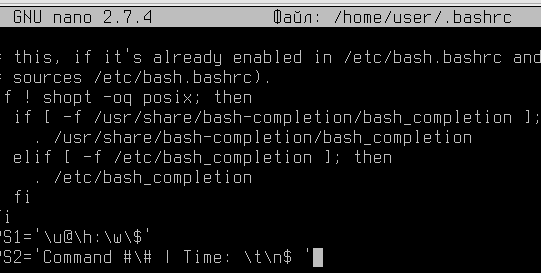 GNU nano 2.7.4 Файл: /home/user/.bashrc
# this, if it's already enabled in /etc/bash.bashrc and
# sources /etc/bash.bashrc).
if ! shopt -oq posix; then
if [ -f /usr/share/bash-completion/bash_completion ];
. /usr/share/bash-completion/bash_completion
elif [ -f /etc/bash_completion ]; then
. /etc/bash_completion
fi
fi
PS1='\u@\h:\w\$'
PS2='Command #\# | Time: \t\n$ '